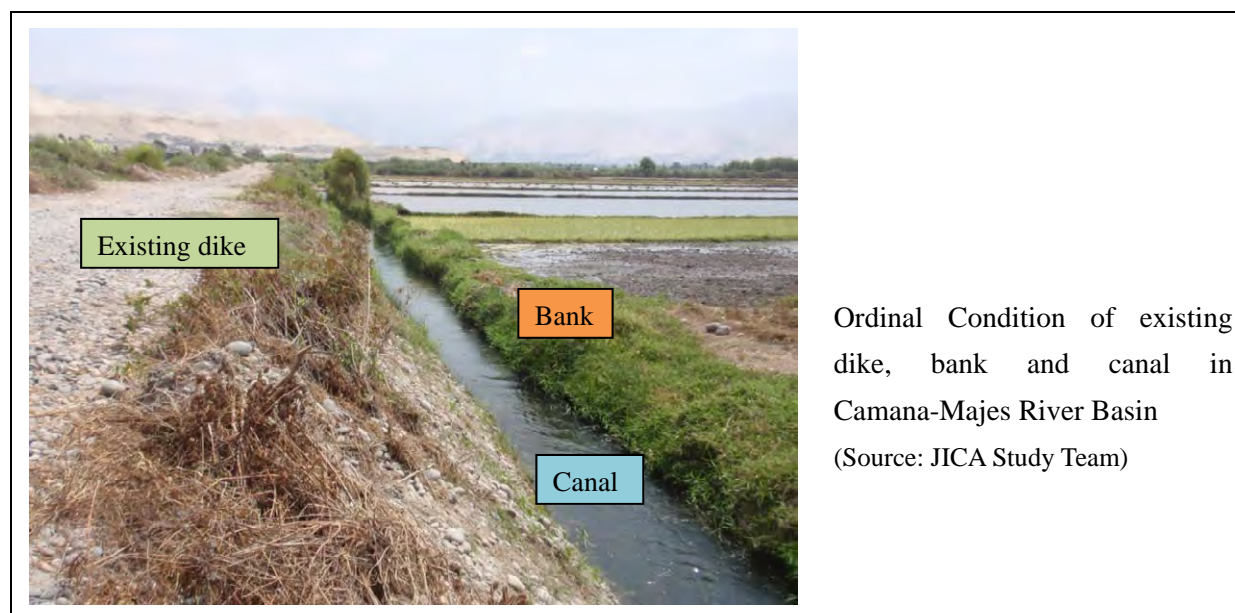 Existing dike
Bank
Canal
Ordinal Condition of existing
dike, bank and canal in
Camana-Majes River Basin
(Source: JICA Study Team)